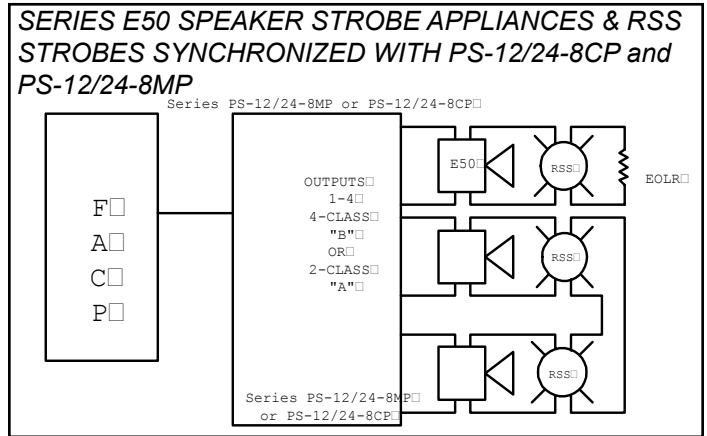 SERIES E50 SPEAKER STROBE APPLIANCES & RSS
STROBES SYNCHRONIZED WITH PS-12/24-8CP and
PS-12/24-8MP
Series PS-12/24-8MP or PS-12/24-8CP
E50
RSS
EOLR
OUTPUTS
1-4
4-CLASS
"B"
OR
2-CLASS
"A"
F
A
C
P
RSS
RSS
Series PS-12/24-8MP
or PS-12/24-8CP